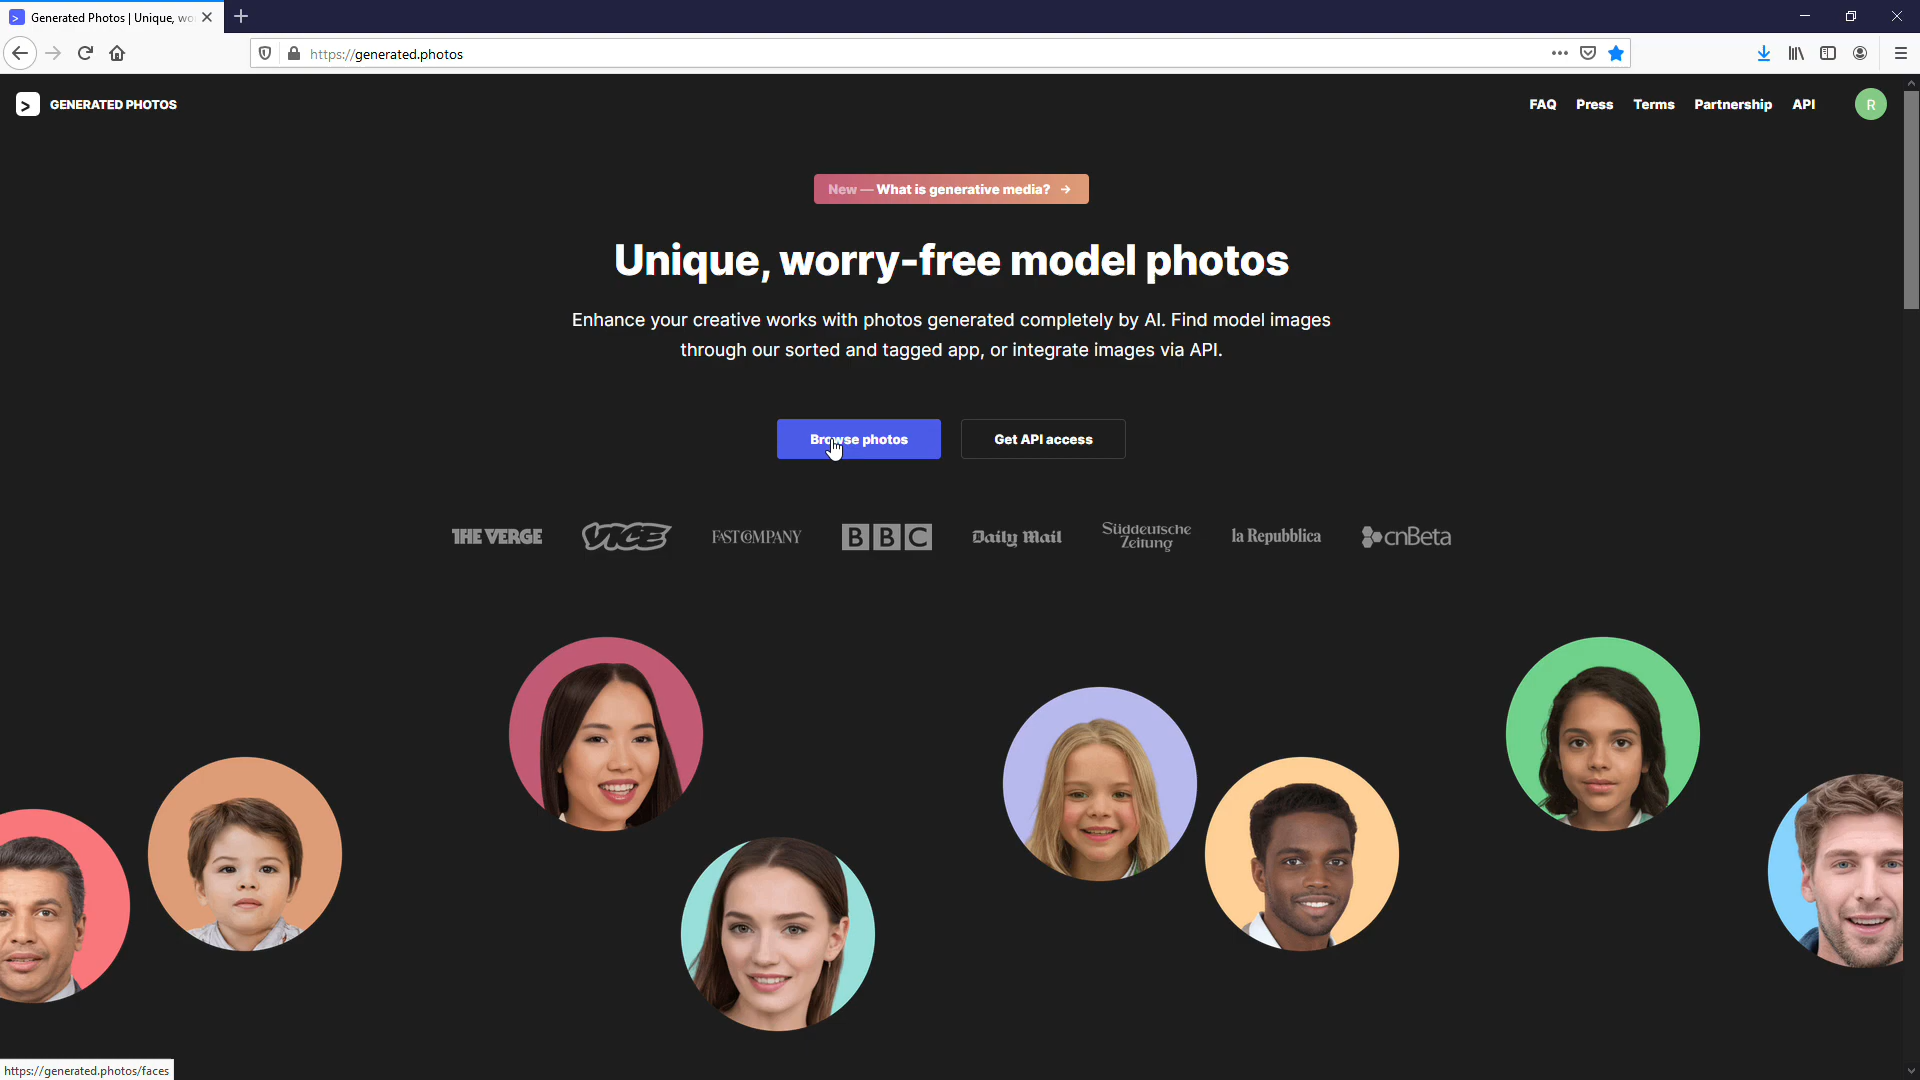 Generated Photos | Unique, wo
https://generated.photos
GENERATED PHOTOS
FAQ Press Terms Partnership API R
New — What is generative media? →
Unique, worry-free model photos
Enhance your creative works with photos generated completely by AI. Find model images
through our sorted and tagged app, or integrate images via API.
Browse photos Get API access
THE VERGE VICE FAST COMPANY BBC Daily Mail Süddeutsche Zeitung la Repubblica cnBeta
https://generated.photos/faces